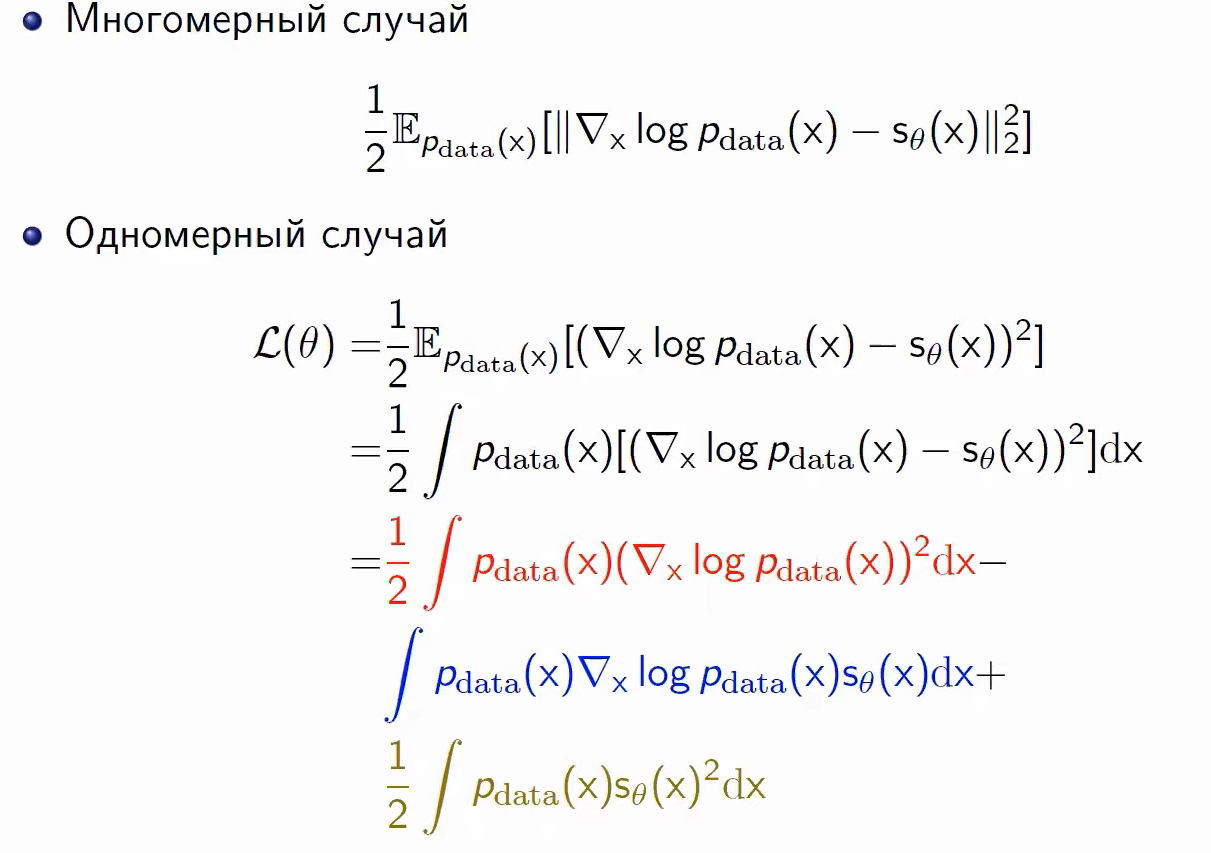 Многомерный случай
$\frac{1}{2}\mathbb{E}_{p_{\mathrm{data}}(x)}[\|\nabla_x \log p_{\mathrm{data}}(x) - s_\theta(x)\|_2^2]$
Одномерный случай
$\mathcal{L}(\theta) = \frac{1}{2}\mathbb{E}_{p_{\mathrm{data}}(x)}[(\nabla_x \log p_{\mathrm{data}}(x) - s_\theta(x))^2]$
$= \frac{1}{2}\int p_{\mathrm{data}}(x)[(\nabla_x \log p_{\mathrm{data}}(x) - s_\theta(x))^2]\mathrm{d}x$
$= \frac{1}{2}\int p_{\mathrm{data}}(x)(\nabla_x \log p_{\mathrm{data}}(x))^2\mathrm{d}x -$
$\int p_{\mathrm{data}}(x)\nabla_x \log p_{\mathrm{data}}(x)s_\theta(x)\mathrm{d}x +$
$\frac{1}{2}\int p_{\mathrm{data}}(x)s_\theta(x)^2\mathrm{d}x$